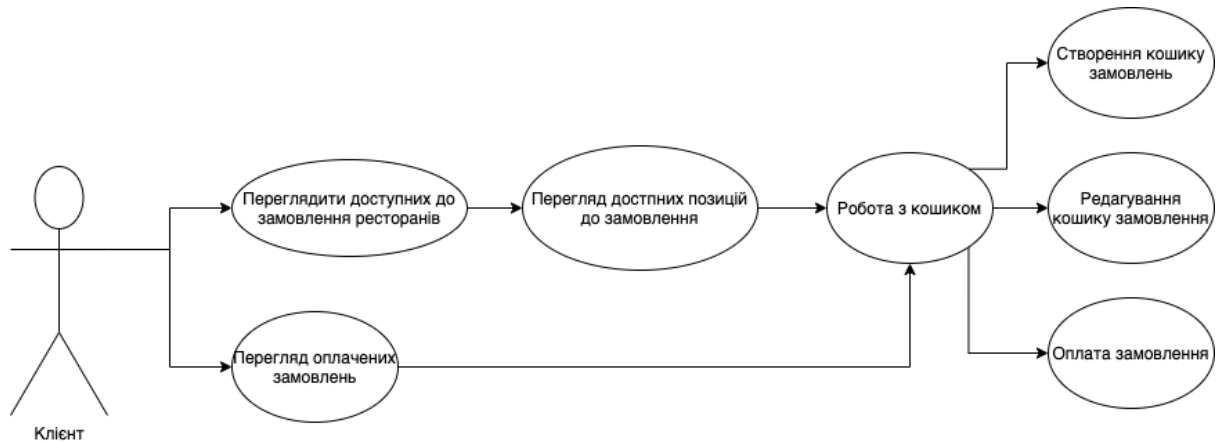 Створення кошику
замовлень
Переглядити доступних до
замовлення ресторанів
Перегляд достпних позицій
до замовлення
Робота з кошиком
Редагування
кошику замовлення
Перегляд оплачених
замовлень
Оплата замовлення
Клієнт